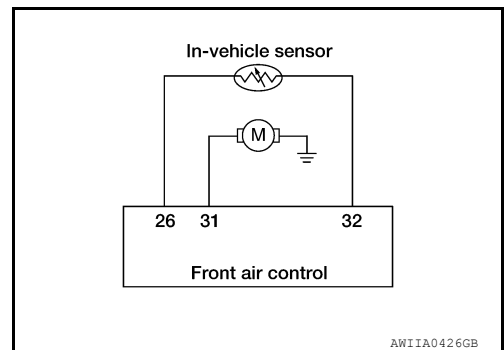 In-vehicle sensor
M
26 31 32
Front air control
AWIIA0426GB